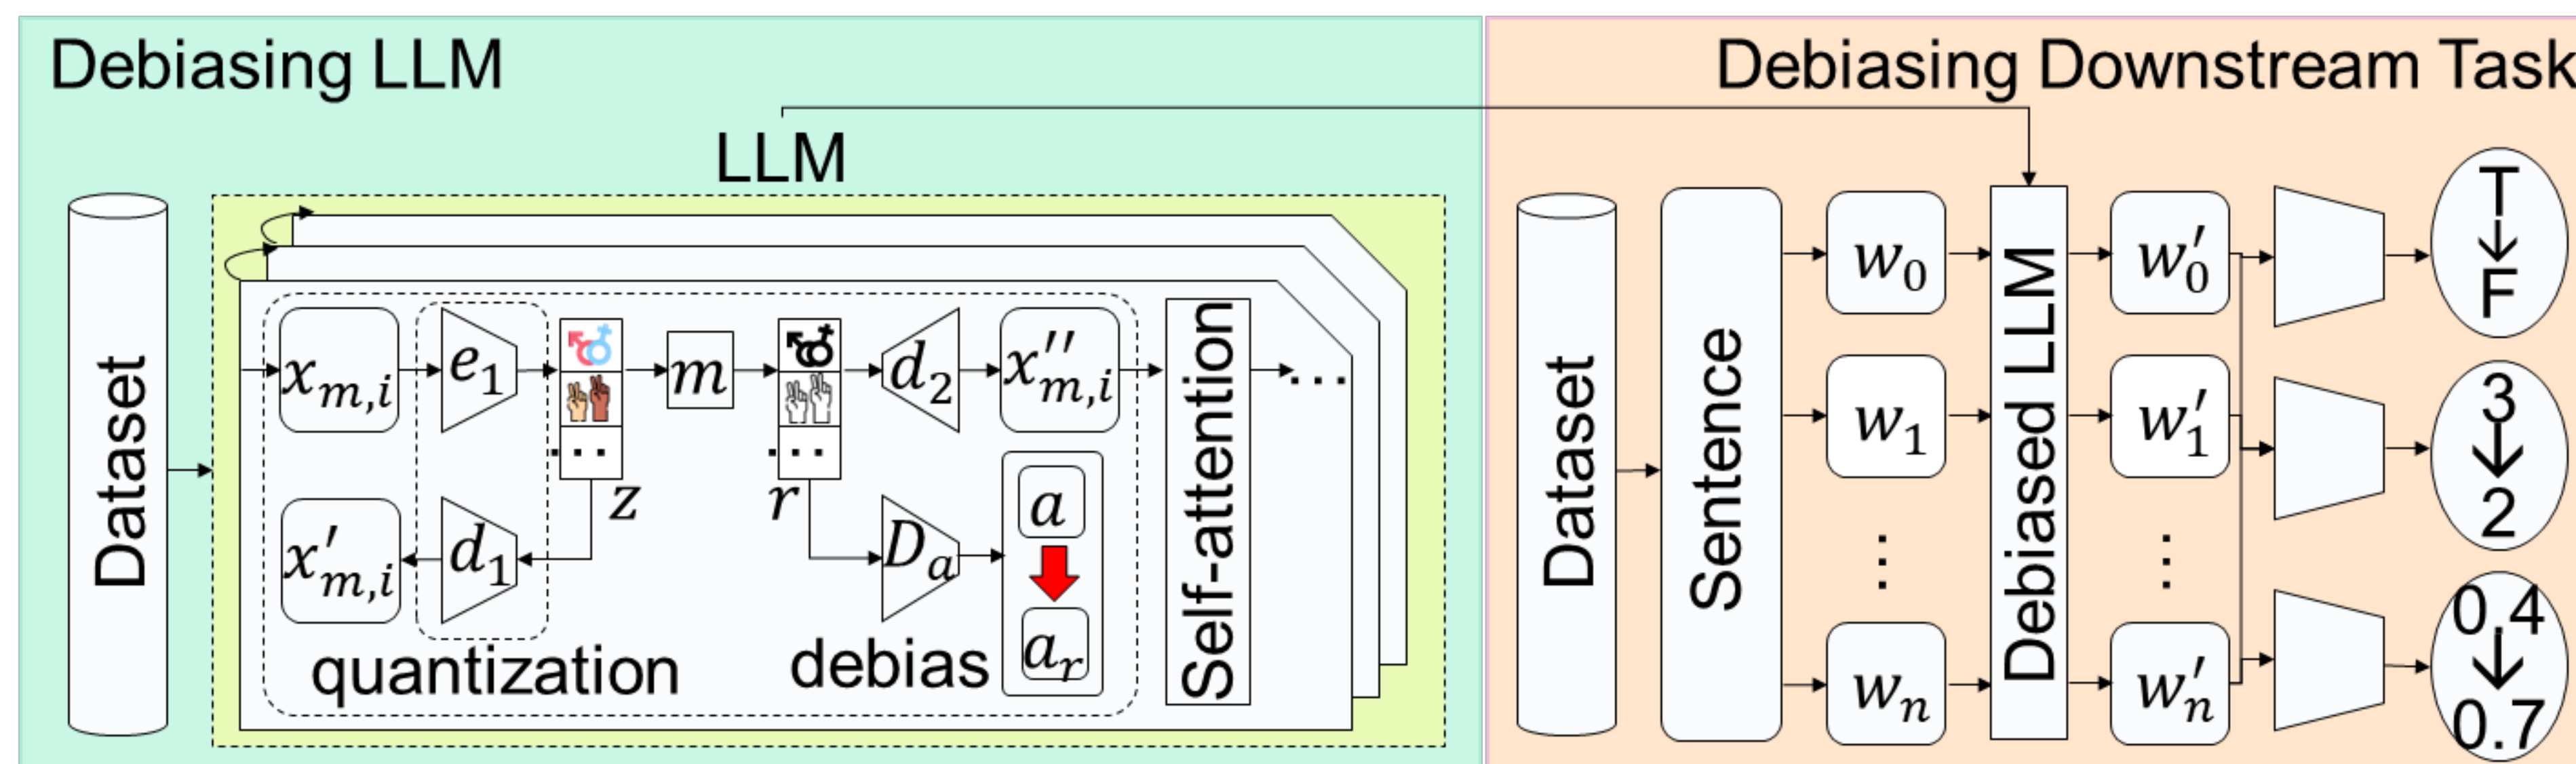 Debiasing LLM
LLM
Dataset
x_{m,i}
e_1
m
d_2
x''_{m,i}
...
...
...
z
r
x'_{m,i}
d_1
D_a
a
a_r
quantization
debias
Self-attention
Debiasing Downstream Task
Dataset
Sentence
w_0
w_1
⋮
w_n
Debiased LLM
w'_0
w'_1
⋮
w'_n
T
↓
F
3
↓
2
0.4
↓
0.7